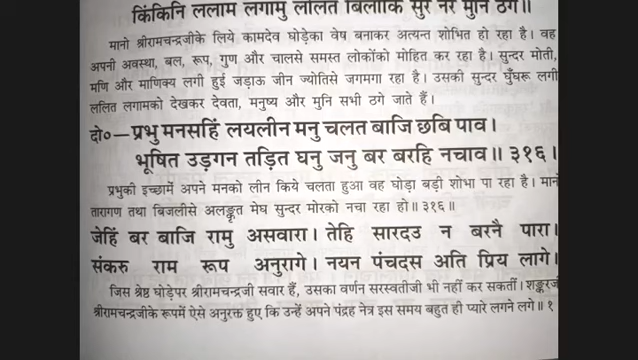 किंकिनि ललाम लगामु ललित बिलोकि सुर नर मुनि ठगे॥
मानो श्रीरामचन्द्रजीके लिये कामदेव घोड़ेका वेष बनाकर अत्यन्त शोभित हो रहा है। वह
अपनी अवस्था, बल, रूप, गुण और चालसे समस्त लोकोंको मोहित कर रहा है। सुन्दर मोती,
मणि और माणिक्य लगी हुई जड़ाऊ जीन ज्योतिसे जगमगा रहा है। उसकी सुन्दर घुँघरू लगी
ललित लगामको देखकर देवता, मनुष्य और मुनि सभी ठगे जाते हैं।
दो०—प्रभु मनसहिं लयलीन मनु चलत बाजि छबि पाव।
भूषित उड़गन तड़ित घनु जनु बर बरहि नचाव॥ ३१६।
प्रभुकी इच्छामें अपने मनको लीन किये चलता हुआ वह घोड़ा बड़ी शोभा पा रहा है। मानो
तारागण तथा बिजलीसे अलङ्कृत मेघ सुन्दर मोरको नचा रहा हो॥ ३१६॥
जेहिं बर बाजि रामु असवारा। तेहि सारदउ न बरनै पारा।
संकरु राम रूप अनुरागे। नयन पंचदस अति प्रिय लागे।
जिस श्रेष्ठ घोड़ेपर श्रीरामचन्द्रजी सवार हैं, उसका वर्णन सरस्वतीजी भी नहीं कर सकतीं। शङ्करज
श्रीरामचन्द्रजीके रूपमें ऐसे अनुरक्त हुए कि उन्हें अपने पंद्रह नेत्र इस समय बहुत ही प्यारे लगने लगे॥ १